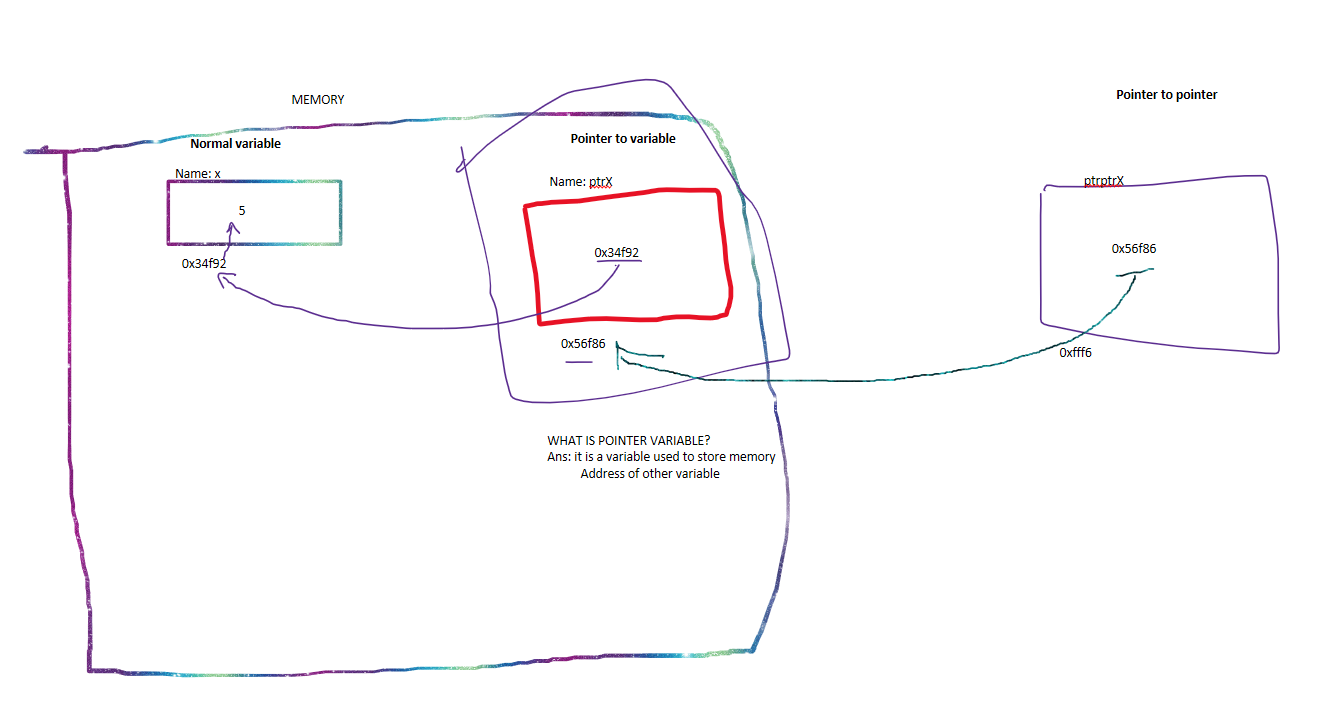 MEMORY
Pointer to pointer
Normal variable
Pointer to variable
Name: x
Name: ptrX
ptrptrX
5
0x34f92
0x34f92
0x56f86
0x56f86
0xfff6
WHAT IS POINTER VARIABLE?
Ans: it is a variable used to store memory
Address of other variable